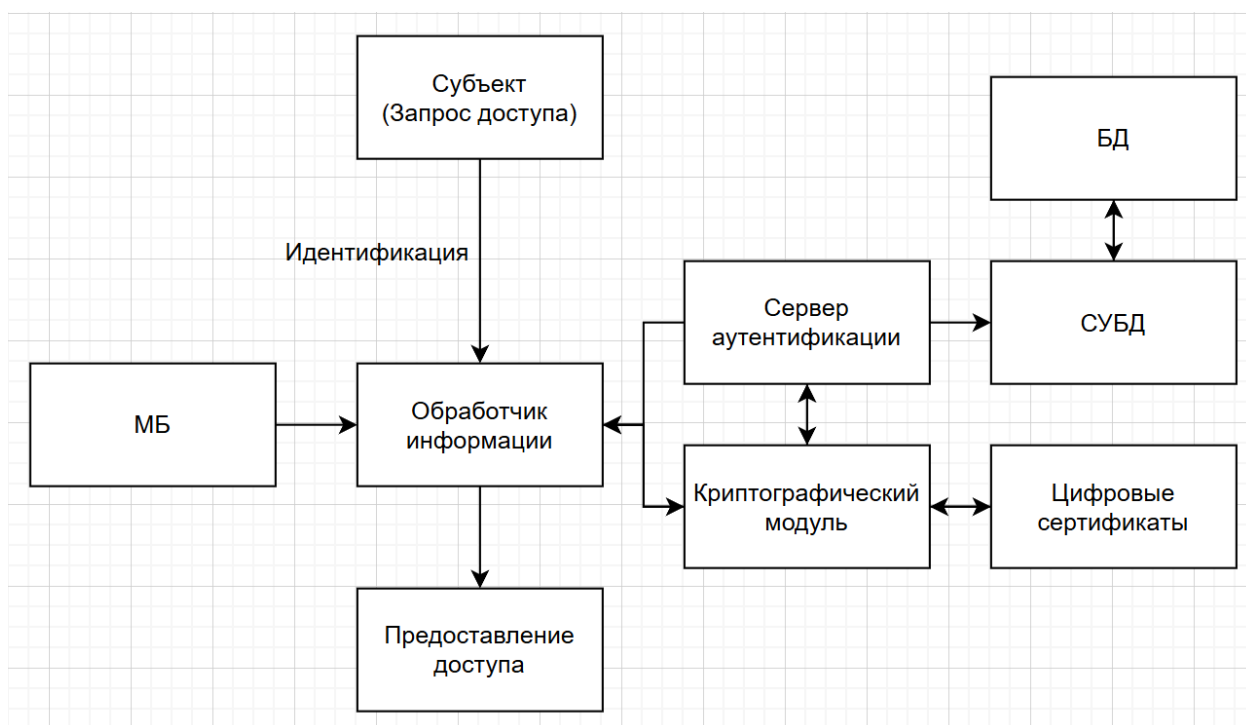 Субъект
(Запрос доступа)
БД
Идентификация
Сервер
аутентификации
СУБД
МБ
Обработчик
информации
Криптографический
модуль
Цифровые
сертификаты
Предоставление
доступа